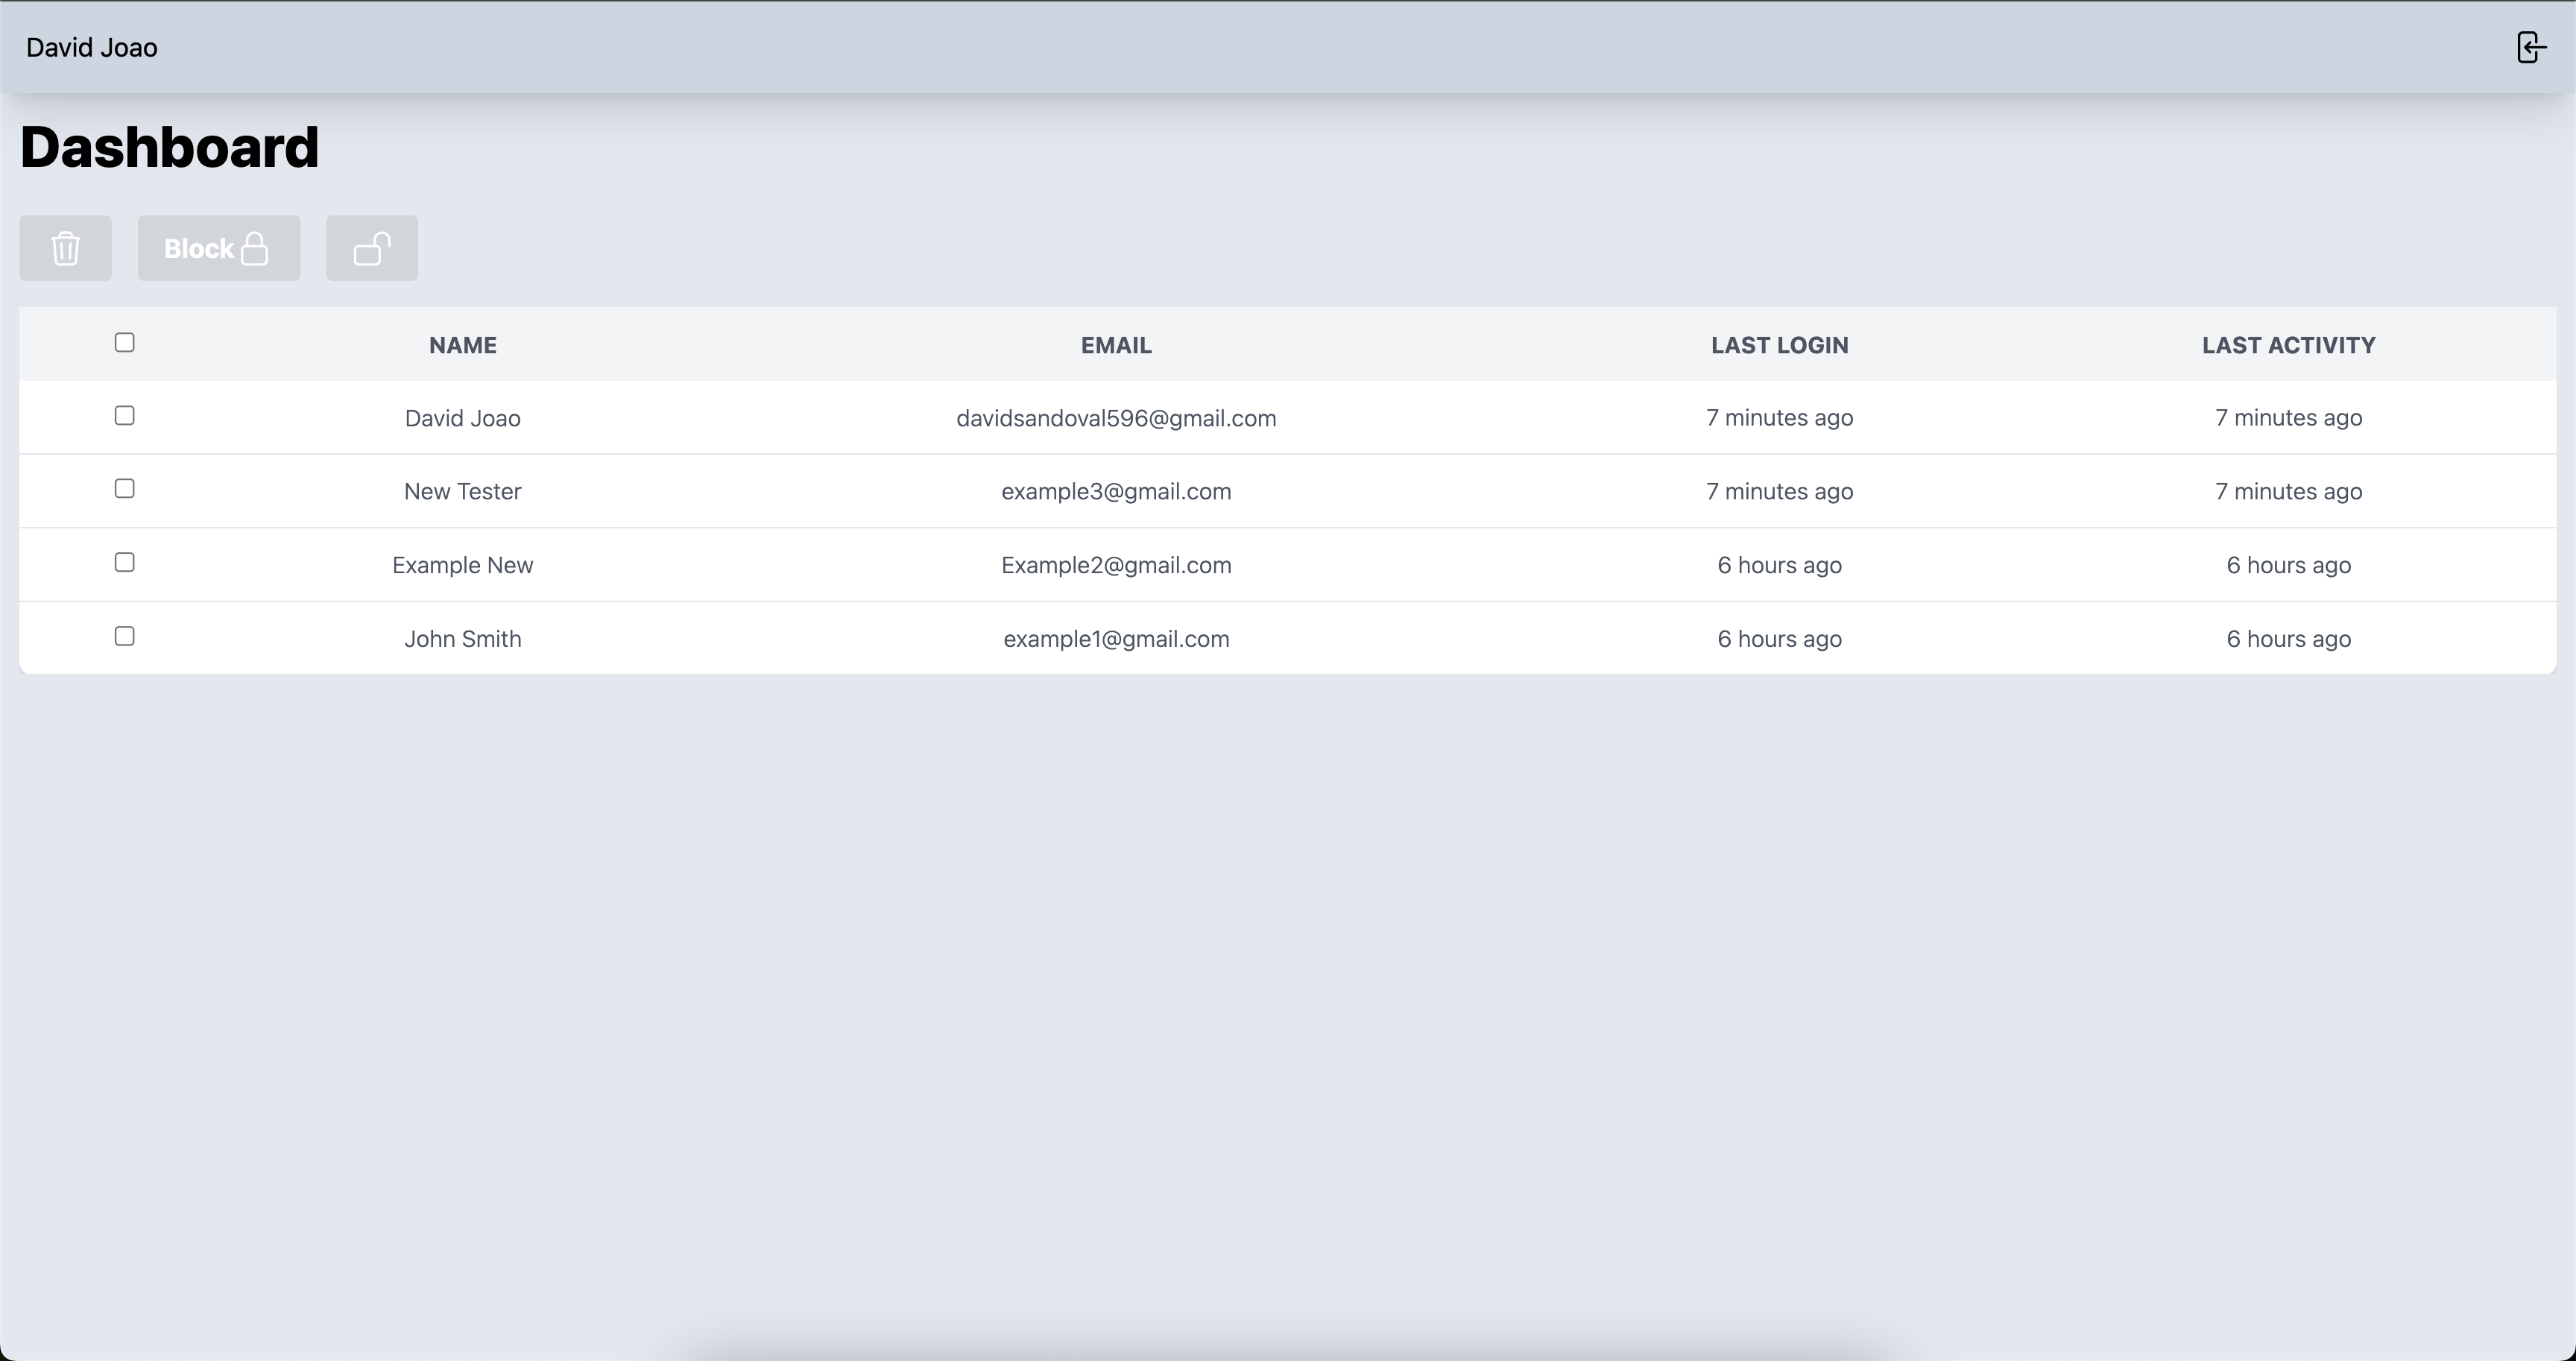 David Joao
Dashboard
Block
NAME EMAIL LAST LOGIN LAST ACTIVITY
David Joao davidsandoval596@gmail.com 7 minutes ago 7 minutes ago
New Tester example3@gmail.com 7 minutes ago 7 minutes ago
Example New Example2@gmail.com 6 hours ago 6 hours ago
John Smith example1@gmail.com 6 hours ago 6 hours ago